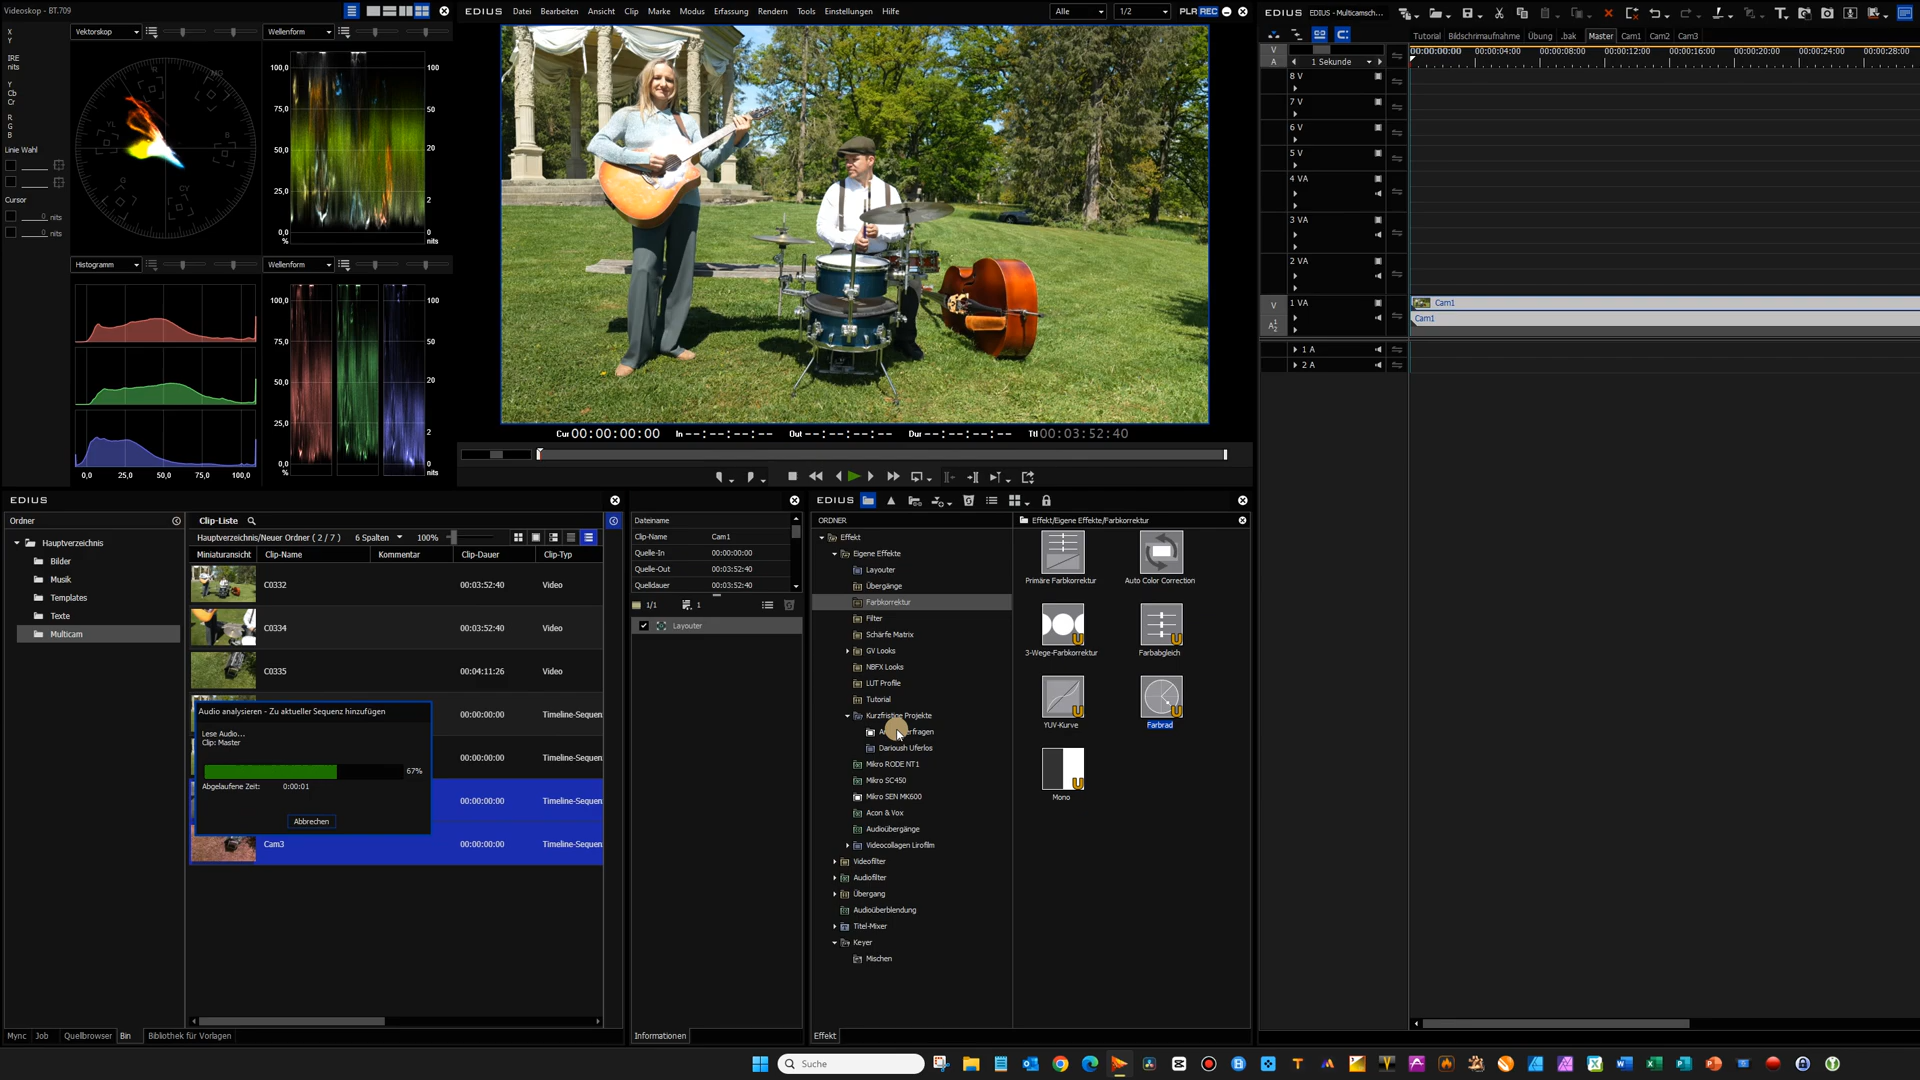 Videoskop - BT.709
EDIUS Datei Bearbeiten Ansicht Clip Marke Modus Erfassung Rendern Tools Einstellungen Hilfe Alle 1/2 PLR REC
EDIUS EDIUS - Multicamsch...
X
Y
IRE
nits
Y
Cb
Cr
R
G
B
Linie Wahl
Cursor
0 nits
0 nits
Vektorskop
Wellenform
100,0 100
75,0 50
50,0 20
25,0 2
0,0 0
% nits
Histogramm
0,0 25,0 50,0 75,0 100,0
Wellenform
100,0 100
75,0 50
50,0 20
25,0 2
0,0 0
% nits
Cur 00:00:00:00 In --:--:--:-- Out --:--:--:-- Dur --:--:--:-- Ttl 00:03:52:40
Tutorial Bildschirmaufnahme Übung .bak Master Cam1 Cam2 Cam3
V
A
1 Sekunde
00:00:00:00 00:00:04:00 00:00:08:00 00:00:12:00 00:00:16:00 00:00:20:00 00:00:24:00 00:00:28:00
8 V
7 V
6 V
5 V
4 VA
3 VA
2 VA
V 1 VA Cam1
A12 Cam1
1 A
2 A
EDIUS
Ordner
Hauptverzeichnis
Bilder
Musik
Templates
Texte
Multicam
Clip-Liste
Hauptverzeichnis/Neuer Ordner ( 2 / 7 ) 6 Spalten 100%
Miniaturansicht Clip-Name Kommentar Clip-Dauer Clip-Typ
C0332 00:03:52:40 Video
C0334 00:03:52:40 Video
C0335 00:04:11:26 Video
00:00:00:00 Timeline-Sequen
00:00:00:00 Timeline-Sequen
00:00:00:00 Timeline-Sequen
Cam3 00:00:00:00 Timeline-Sequen
Audio analysieren - Zu aktueller Sequenz hinzufügen
Lese Audio...
Clip: Master
67%
Abgelaufene Zeit: 0:00:01
Abbrechen
Mync Job Quellbrowser Bin Bibliothek für Vorlagen
Dateiname
Clip-Name Cam1
Quelle-In 00:00:00:00
Quelle-Out 00:03:52:40
Quelldauer 00:03:52:40
1/1 1
Layouter
Informationen
EDIUS
ORDNER
Effekt
Eigene Effekte
Layouter
Übergänge
Farbkorrektur
Filter
Schärfe Matrix
GV Looks
NBFX Looks
LUT Profile
Tutorial
Kurzfristige Projekte
Darioush Uferlos
Mikro RODE NT1
Mikro SC450
Mikro SEN MK600
Acon & Vox
Audioübergänge
Videocollagen Lirofilm
Videofilter
Audiofilter
Übergang
Audioüberblendung
Titel-Mixer
Keyer
Mischen
Effekt
Effekt/Eigene Effekte/Farbkorrektur
Primäre Farbkorrektur Auto Color Correction
3-Wege-Farbkorrektur Farbabgleich
YUV-Kurve Farbrad
Mono
Suche